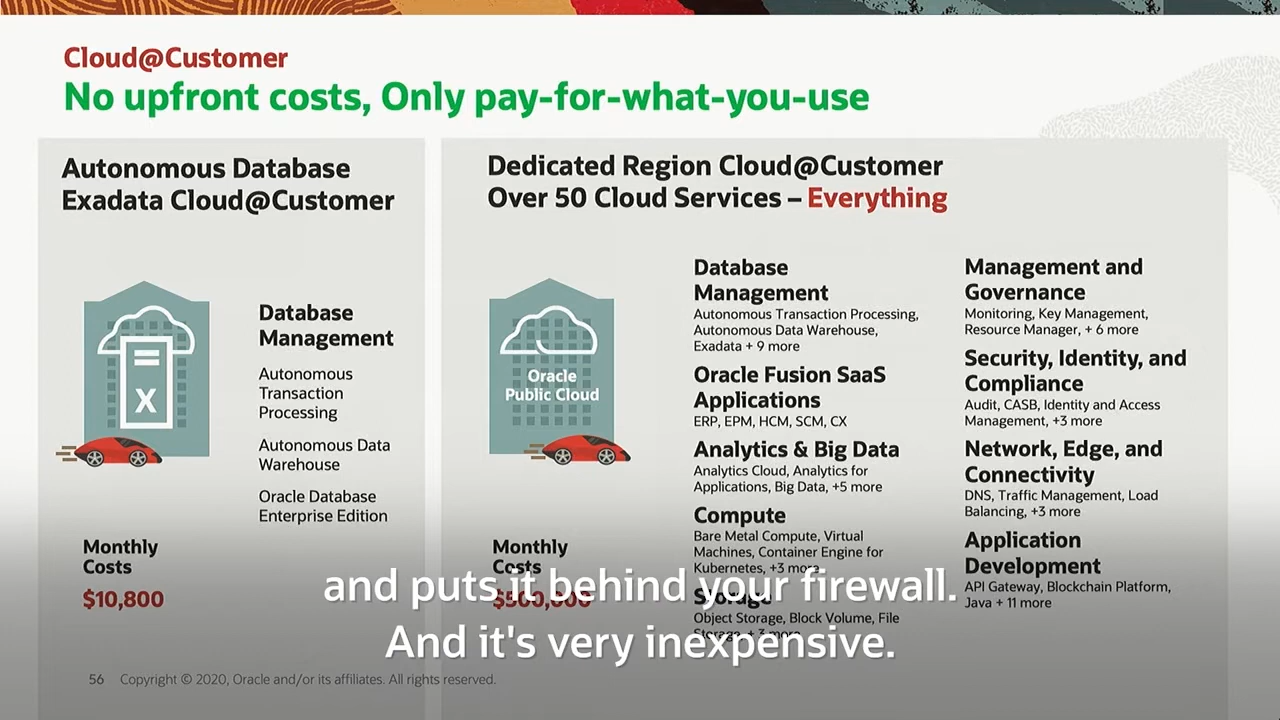 Cloud@Customer
No upfront costs, Only pay-for-what-you-use
Autonomous Database
Exadata Cloud@Customer
X
Database
Management
Autonomous
Transaction
Processing
Autonomous Data
Warehouse
Oracle Database
Enterprise Edition
Monthly
Costs
$10,800
Dedicated Region Cloud@Customer
Over 50 Cloud Services – Everything
Oracle
Public Cloud
Monthly
Costs
$500,000
Database
Management
Autonomous Transaction Processing,
Autonomous Data Warehouse,
Exadata + 9 more
Oracle Fusion SaaS
Applications
ERP, EPM, HCM, SCM, CX
Analytics & Big Data
Analytics Cloud, Analytics for
Applications, Big Data, +5 more
Compute
Bare Metal Compute, Virtual
Machines, Container Engine for
Kubernetes, +3 more
Storage
Object Storage, Block Volume, File
Storage, + 3 more
Management and
Governance
Monitoring, Key Management,
Resource Manager, + 6 more
Security, Identity, and
Compliance
Audit, CASB, Identity and Access
Management, +3 more
Network, Edge, and
Connectivity
DNS, Traffic Management, Load
Balancing, +3 more
Application
Development
API Gateway, Blockchain Platform,
Java + 11 more
and puts it behind your firewall.
And it's very inexpensive.
56 Copyright © 2020, Oracle and/or its affiliates. All rights reserved.